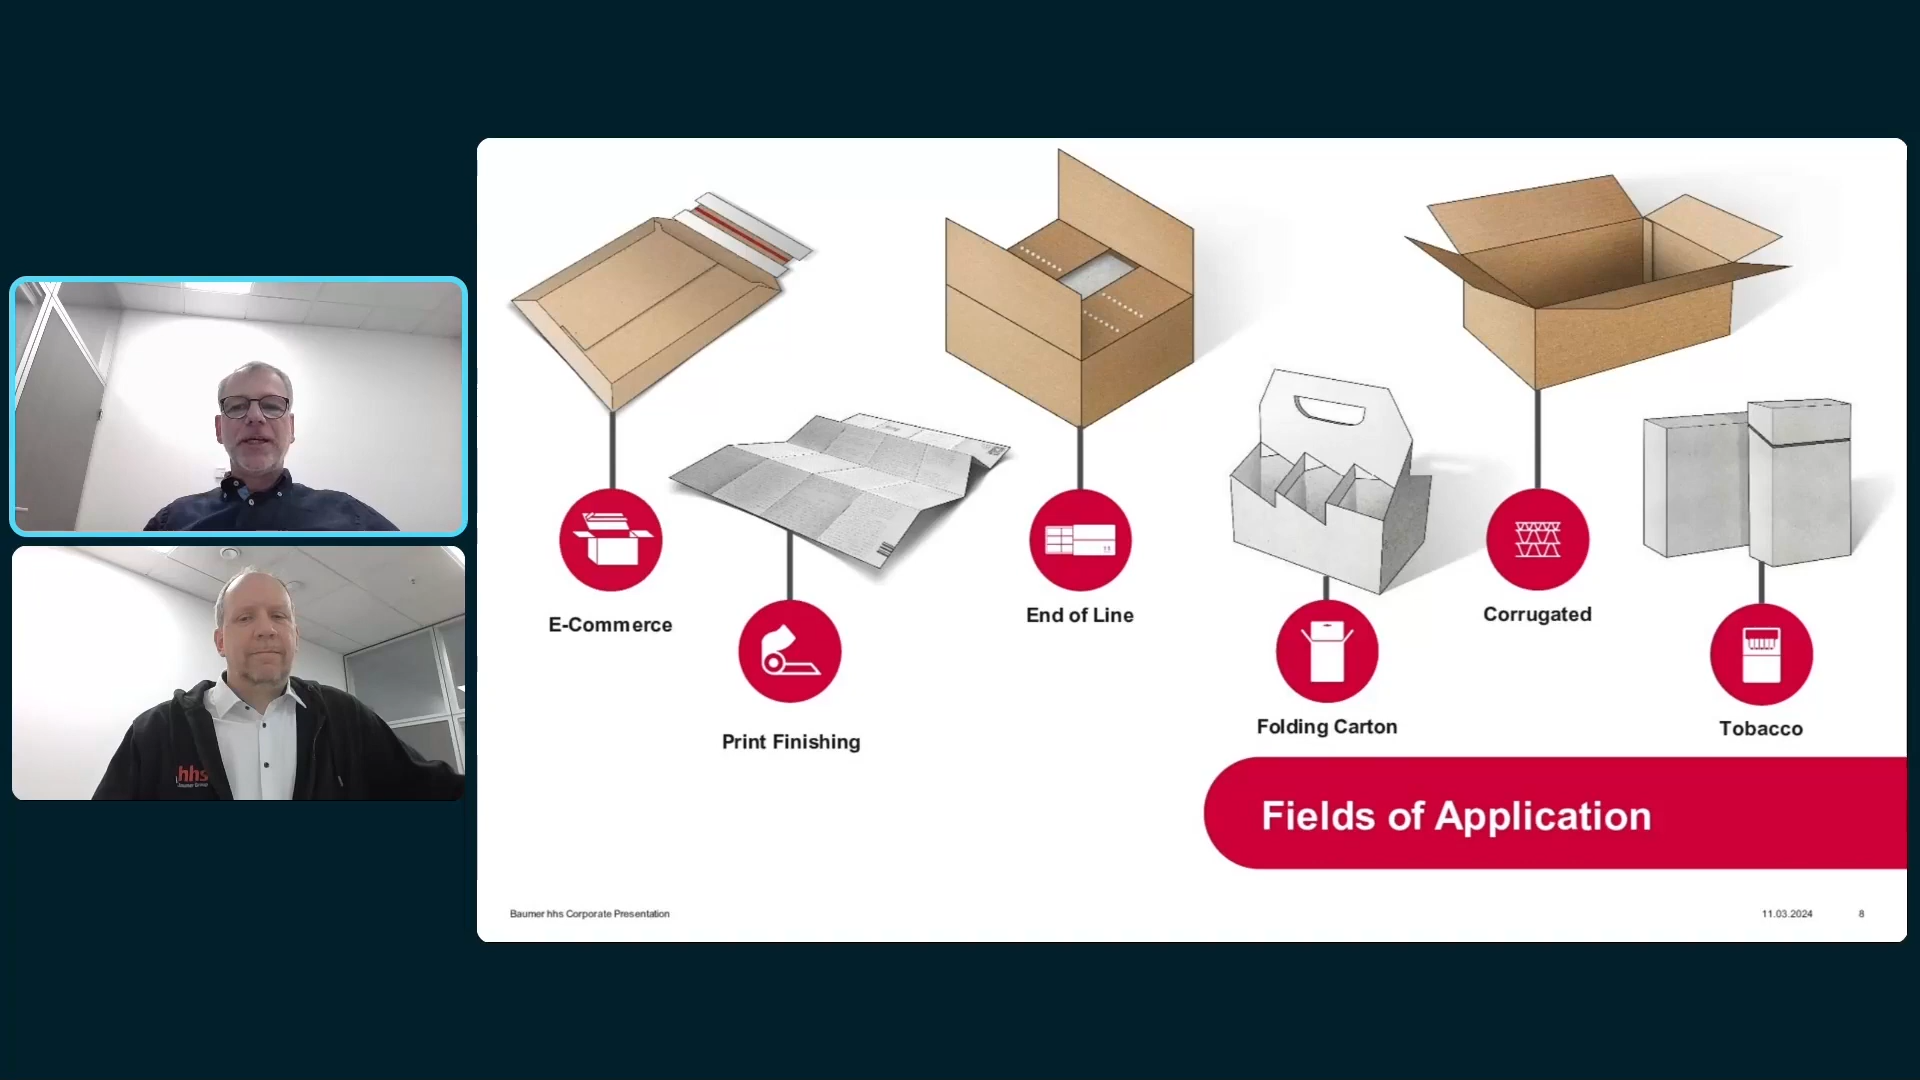 E-Commerce
Print Finishing
End of Line
Folding Carton
Corrugated
Tobacco
Fields of Application
Baumer hhs Corporate Presentation
11.03.2024
8
hhs